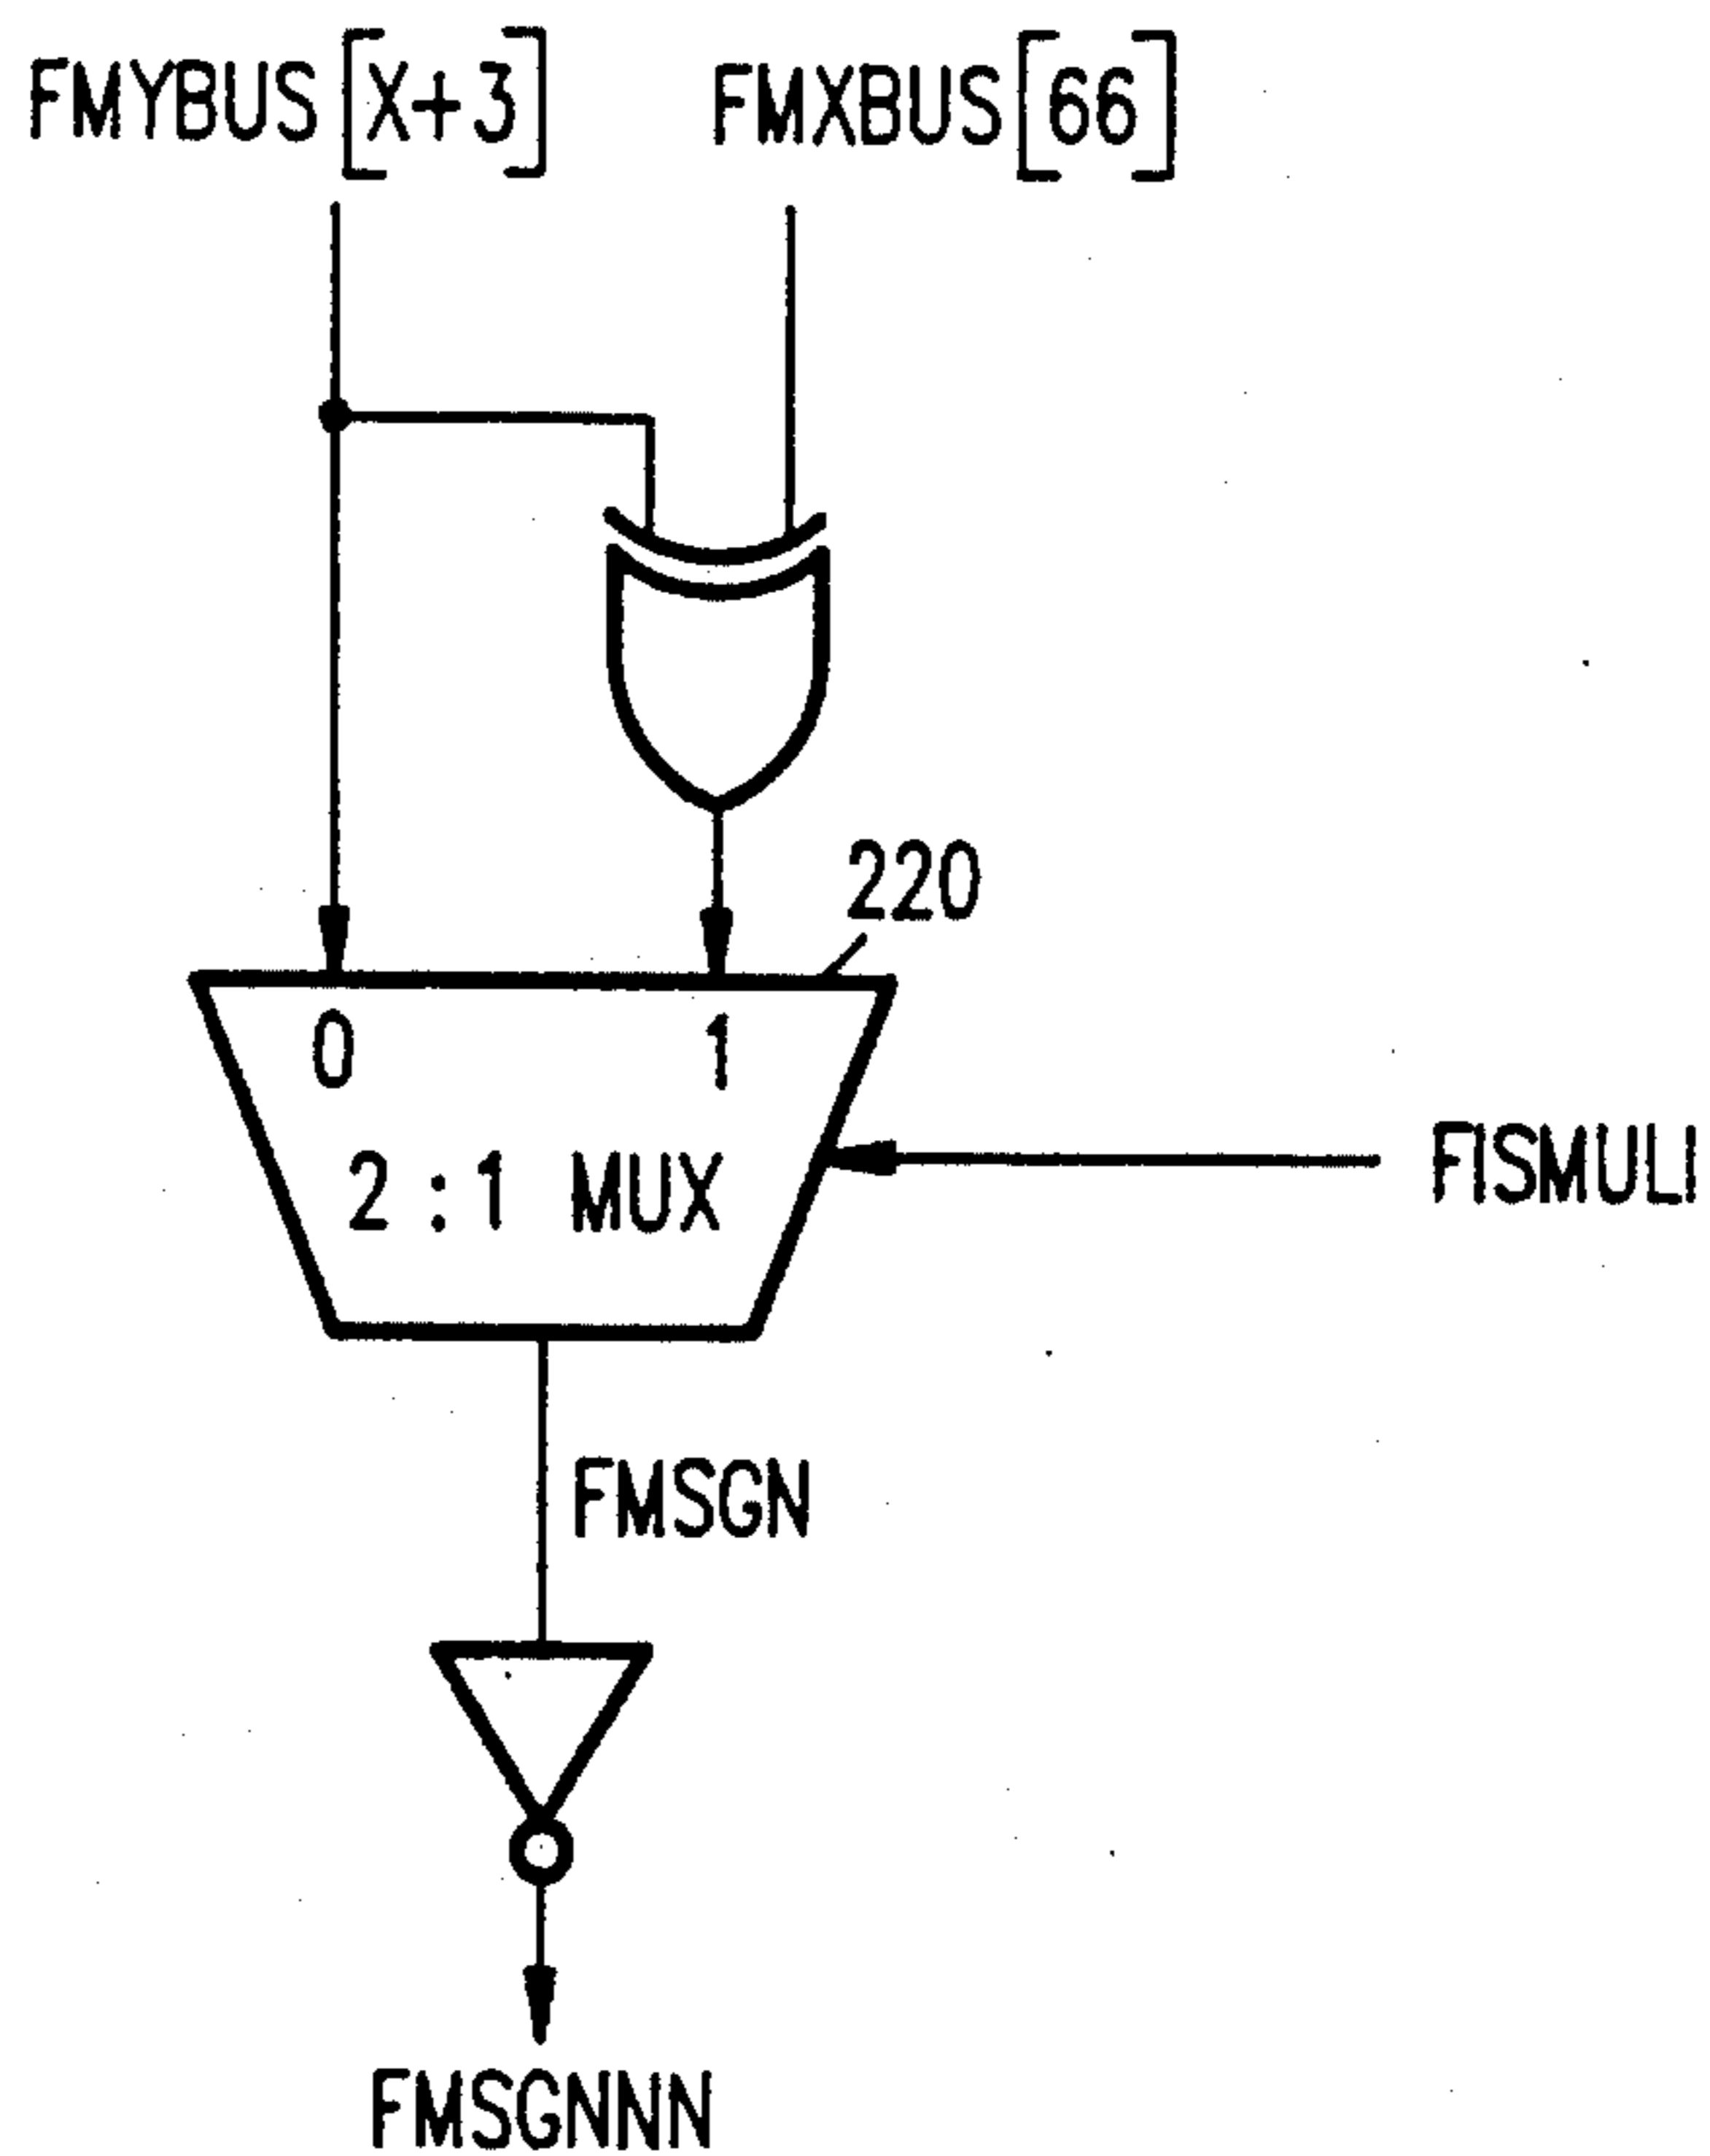 FMYBUS[X+3]
FMXBUS[66]
220
0
1
2:1 MUX
FISMULI
FMSGN
FMSGNNN